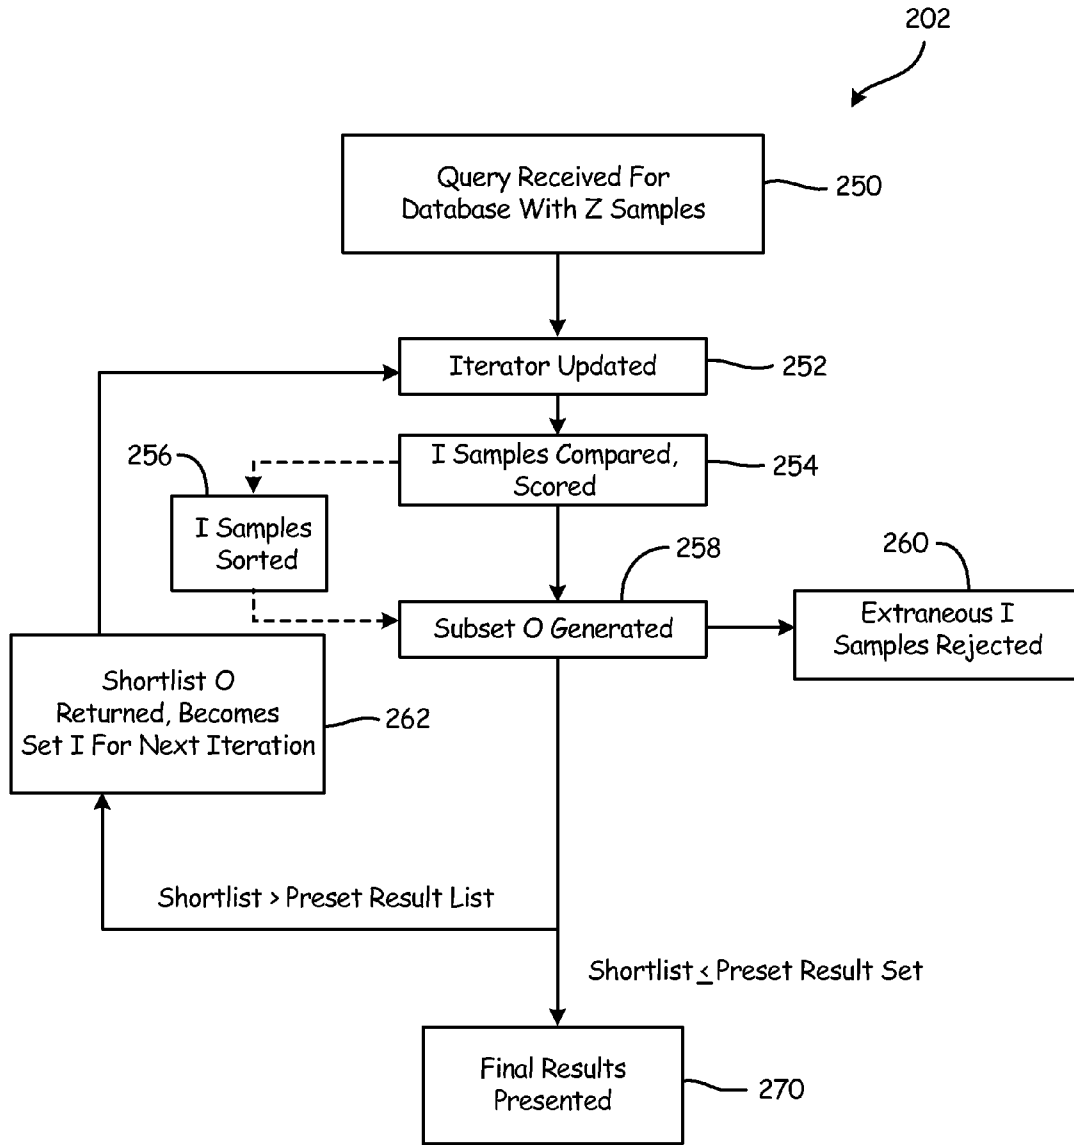 202
Query Received For
Database With Z Samples
250
Iterator Updated
252
256
I Samples Compared,
Scored
254
I Samples
Sorted
258
260
Subset O Generated
Extraneous I
Samples Rejected
Shortlist O
Returned, Becomes
Set I For Next Iteration
262
Shortlist > Preset Result List
Shortlist ≤ Preset Result Set
Final Results
Presented
270